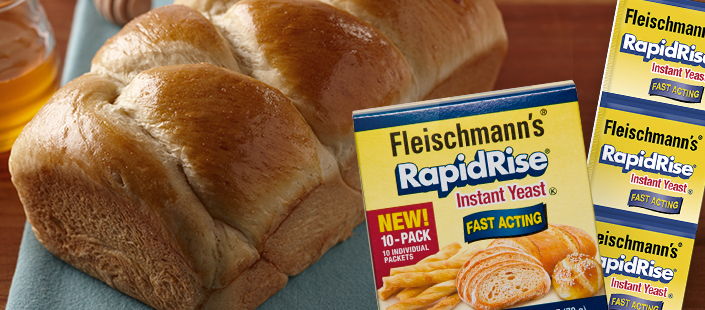 Fleischmann's®
RapidRise®
Instant Yeast Ⓚ
FAST ACTING
NEW!
10-PACK
10 INDIVIDUAL
PACKETS
Fleischmann
RapidRise
Instant Yeast
FAST ACTING
Fleischmann's®
RapidRise®
Instant Yeast Ⓚ
FAST ACTING
Fleischmann's®
RapidRise®
Instant Yeast Ⓚ
FAST ACTING